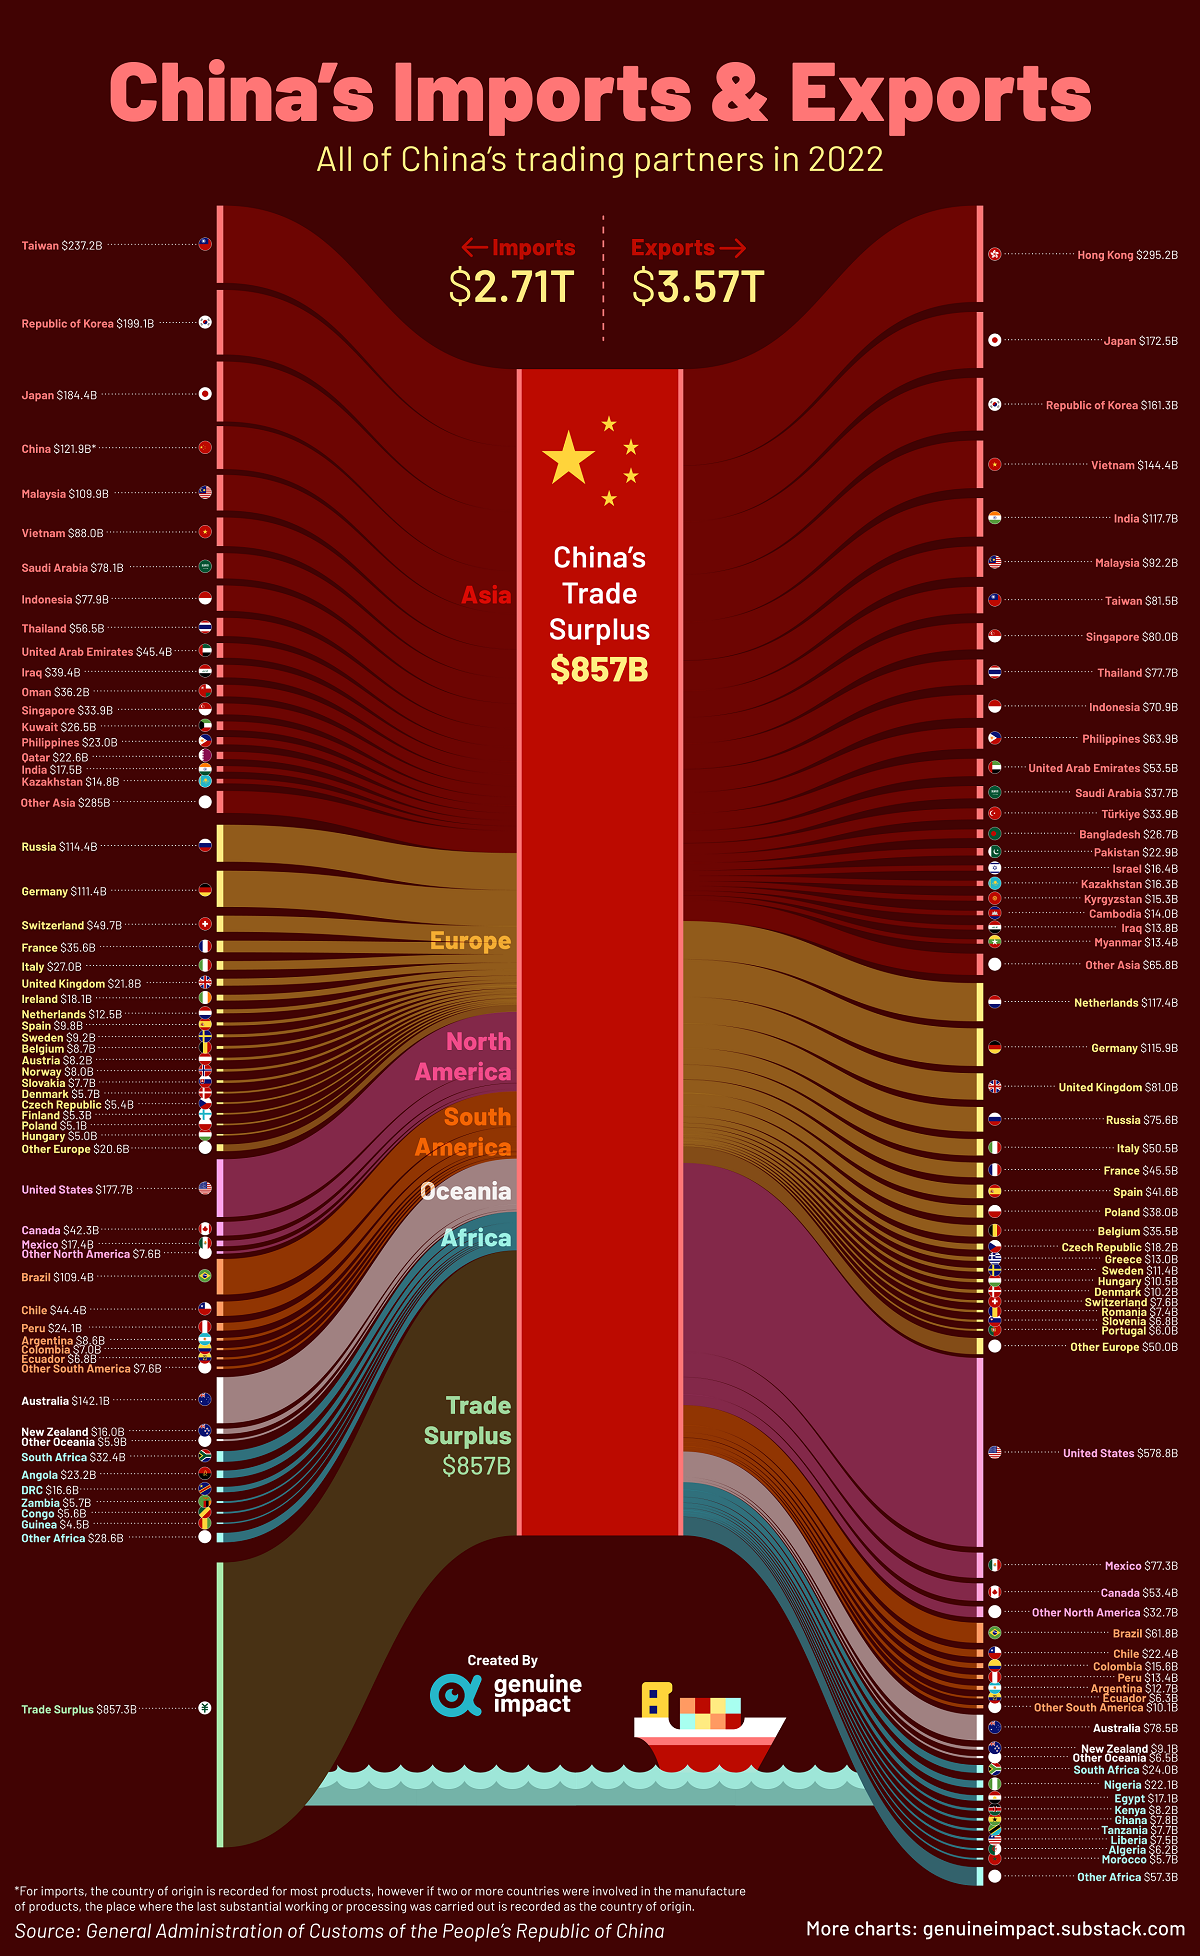 China's Imports & Exports
All of China's trading partners in 2022
←Imports
$2.71T
Exports→
$3.57T
Taiwan $237.2B
Republic of Korea $199.1B
Japan $184.4B
China $121.9B*
Malaysia $109.9B
Vietnam $88.0B
Saudi Arabia $78.1B
Indonesia $77.9B
Thailand $56.5B
United Arab Emirates $45.4B
Iraq $39.4B
Oman $36.2B
Singapore $33.9B
Kuwait $26.5B
Philippines $23.0B
Qatar $22.6B
India $17.5B
Kazakhstan $14.8B
Other Asia $285B
Russia $114.4B
Germany $111.4B
Switzerland $49.7B
France $35.6B
Italy $27.0B
United Kingdom $21.8B
Ireland $18.1B
Netherlands $12.5B
Spain $9.8B
Sweden $9.2B
Belgium $8.7B
Austria $8.2B
Norway $8.0B
Slovakia $7.7B
Denmark $5.7B
Czech Republic $5.4B
Finland $5.3B
Poland $5.1B
Hungary $5.0B
Other Europe $20.6B
United States $177.7B
Canada $42.3B
Mexico $17.4B
Other North America $7.6B
Brazil $109.4B
Chile $44.4B
Peru $24.1B
Argentina $8.6B
Colombia $7.0B
Ecuador $6.8B
Other South America $7.6B
Australia $142.1B
New Zealand $16.0B
Other Oceania $5.9B
South Africa $32.4B
Angola $23.2B
DRC $16.6B
Zambia $5.7B
Congo $5.6B
Guinea $4.5B
Other Africa $28.6B
Trade Surplus $857.3B
Asia
Europe
North
America
South
America
Oceania
Africa
Trade
Surplus
$857B
China's
Trade
Surplus
$857B
Hong Kong $295.2B
Japan $172.5B
Republic of Korea $161.3B
Vietnam $144.4B
India $117.7B
Malaysia $92.2B
Taiwan $81.5B
Singapore $80.0B
Thailand $77.7B
Indonesia $70.9B
Philippines $63.9B
United Arab Emirates $53.5B
Saudi Arabia $37.7B
Türkiye $33.9B
Bangladesh $26.7B
Pakistan $22.9B
Israel $16.4B
Kazakhstan $16.3B
Kyrgyzstan $15.3B
Cambodia $14.0B
Iraq $13.8B
Myanmar $13.4B
Other Asia $65.8B
Netherlands $117.4B
Germany $115.9B
United Kingdom $81.0B
Russia $75.6B
Italy $50.5B
France $45.5B
Spain $41.6B
Poland $38.0B
Belgium $35.5B
Czech Republic $18.2B
Greece $13.0B
Sweden $11.4B
Hungary $10.5B
Denmark $10.2B
Switzerland $7.6B
Romania $7.4B
Slovenia $6.8B
Portugal $6.0B
Other Europe $50.0B
United States $578.8B
Mexico $77.3B
Canada $53.4B
Other North America $32.7B
Brazil $61.8B
Chile $22.4B
Colombia $15.6B
Peru $13.4B
Argentina $12.7B
Ecuador $6.3B
Other South America $10.1B
Australia $78.5B
New Zealand $9.1B
Other Oceania $6.5B
South Africa $24.0B
Nigeria $22.1B
Egypt $17.1B
Kenya $8.2B
Ghana $7.8B
Tanzania $7.7B
Liberia $7.5B
Algeria $6.2B
Morocco $5.7B
Other Africa $57.3B
Created By
genuine
impact
*For imports, the country of origin is recorded for most products, however if two or more countries were involved in the manufacture
of products, the place where the last substantial working or processing was carried out is recorded as the country of origin.
Source: General Administration of Customs of the People's Republic of China
More charts: genuineimpact.substack.com